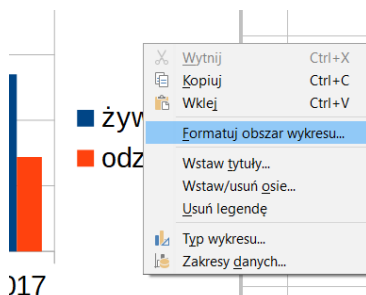 Wytnij Ctrl+X
Kopiuj Ctrl+C
Wklej Ctrl+V
żyw
Formatuj obszar wykresu...
odz
Wstaw tytuły...
Wstaw/usuń osie...
Usuń legendę
Typ wykresu...
Zakresy danych...
017